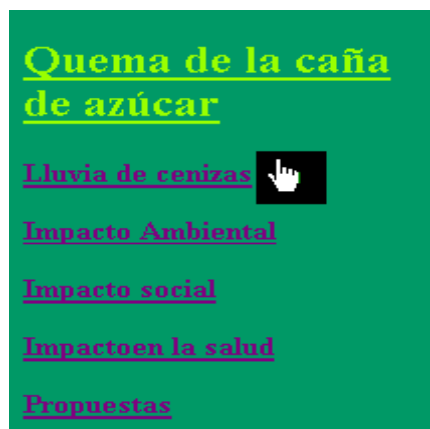 Quema de la caña
de azúcar
Lluvia de cenizas
Impacto Ambiental
Impacto social
Impactoen la salud
Propuestas